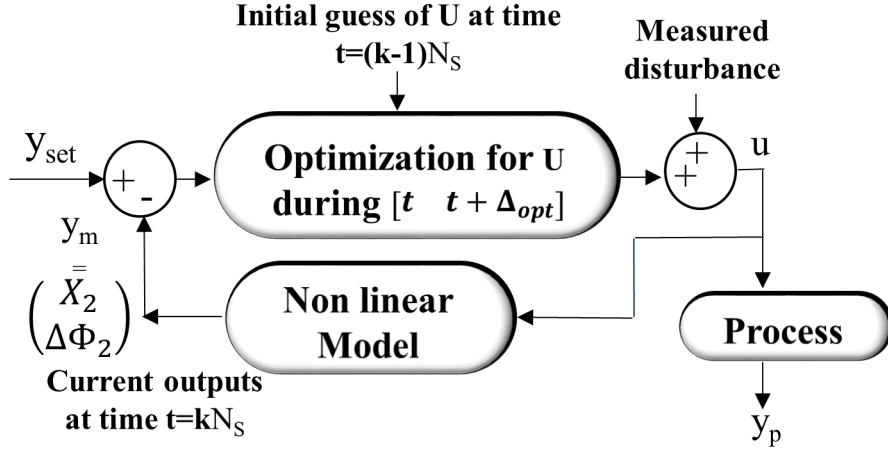 Initial guess of U at time
t=(k-1)N_S
Measured
disturbance
y_set
+
-
Optimization for U
during [t t + Δ_opt]
+
+
u
y_m
=
(X̄_2
ΔΦ_2)
Non linear
Model
Process
Current outputs
at time t=kN_S
y_p